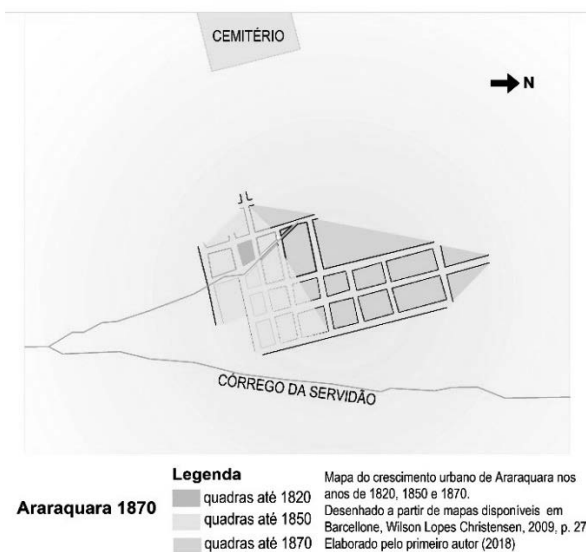 CEMITÉRIO
N
CÓRREGO DA SERVIDÃO
Araraquara 1870
Legenda
quadras até 1820
quadras até 1850
quadras até 1870
Mapa do crescimento urbano de Araraquara nos
anos de 1820, 1850 e 1870.
Desenhado a partir de mapas disponíveis em
Barcellone, Wilson Lopes Christensen, 2009, p. 27
Elaborado pelo primeiro autor (2018)